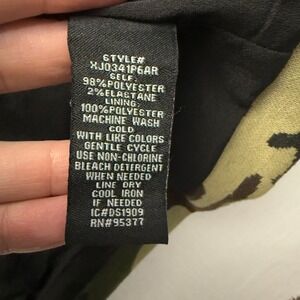 STYLE#
XJ0341P6AR
SELF:
98%POLYESTER
2%ELASTANE
LINING:
100%POLYESTER
MACHINE WASH
COLD
WITH LIKE COLORS
GENTLE CYCLE
USE NON-CHLORINE
BLEACH DETERGENT
WHEN NEEDED
LINE DRY
COOL IRON
IF NEEDED
IC#DS1909
RN#95377